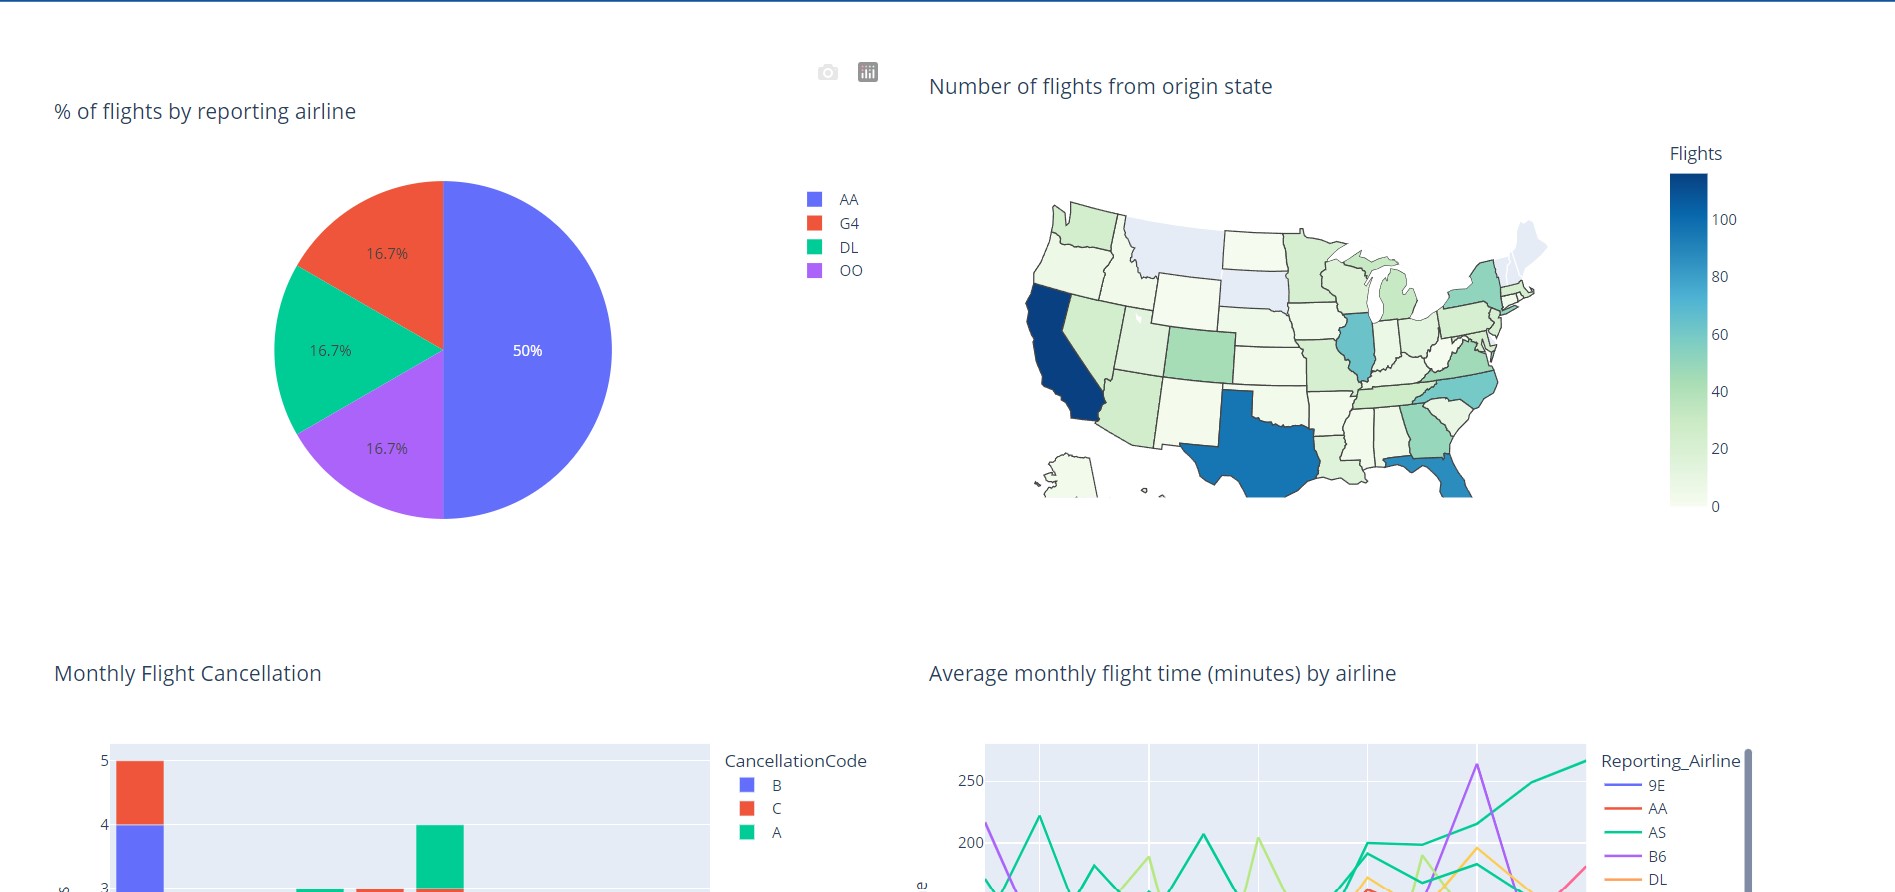 % of flights by reporting airline
16.7%
16.7%
50%
16.7%
AA
G4
DL
OO
Number of flights from origin state
Flights
100
80
60
40
20
0
Monthly Flight Cancellation
5
4
3
CancellationCode
B
C
A
Average monthly flight time (minutes) by airline
250
200
Reporting_Airline
9E
AA
AS
B6
DL